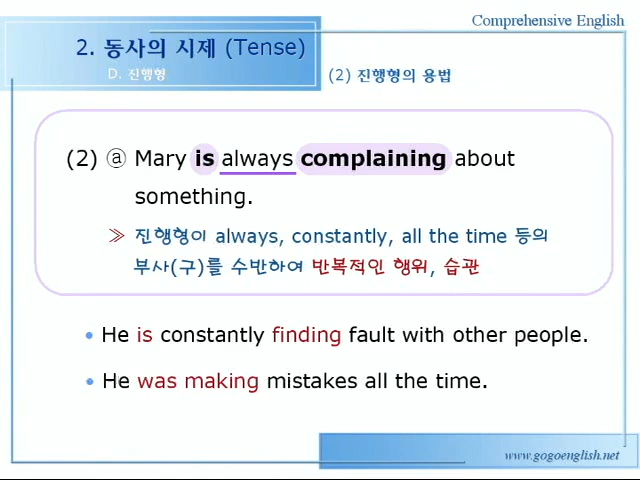 Comprehensive English
2. 동사의 시제 (Tense)
D. 진행형
(2) 진행형의 용법
(2) ⓐ Mary is always complaining about
something.
≫ 진행형이 always, constantly, all the time 등의
부사(구)를 수반하여 반복적인 행위, 습관
• He is constantly finding fault with other people.
• He was making mistakes all the time.
www.gogoenglish.net